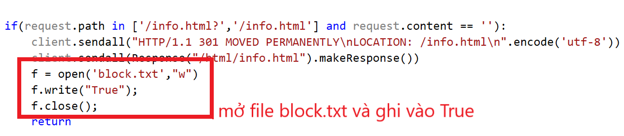 if(request.path in ['/info.html?','/info.html'] and request.content == ''):
client.sendall("HTTP/1.1 301 MOVED PERMANENTLY\nLOCATION: /info.html\n".encode('utf-8'))
client.sendall(Response("/html/info.html").makeResponse())
f = open('block.txt',"w")
f.write("True");
f.close();
mở file block.txt và ghi vào True
return